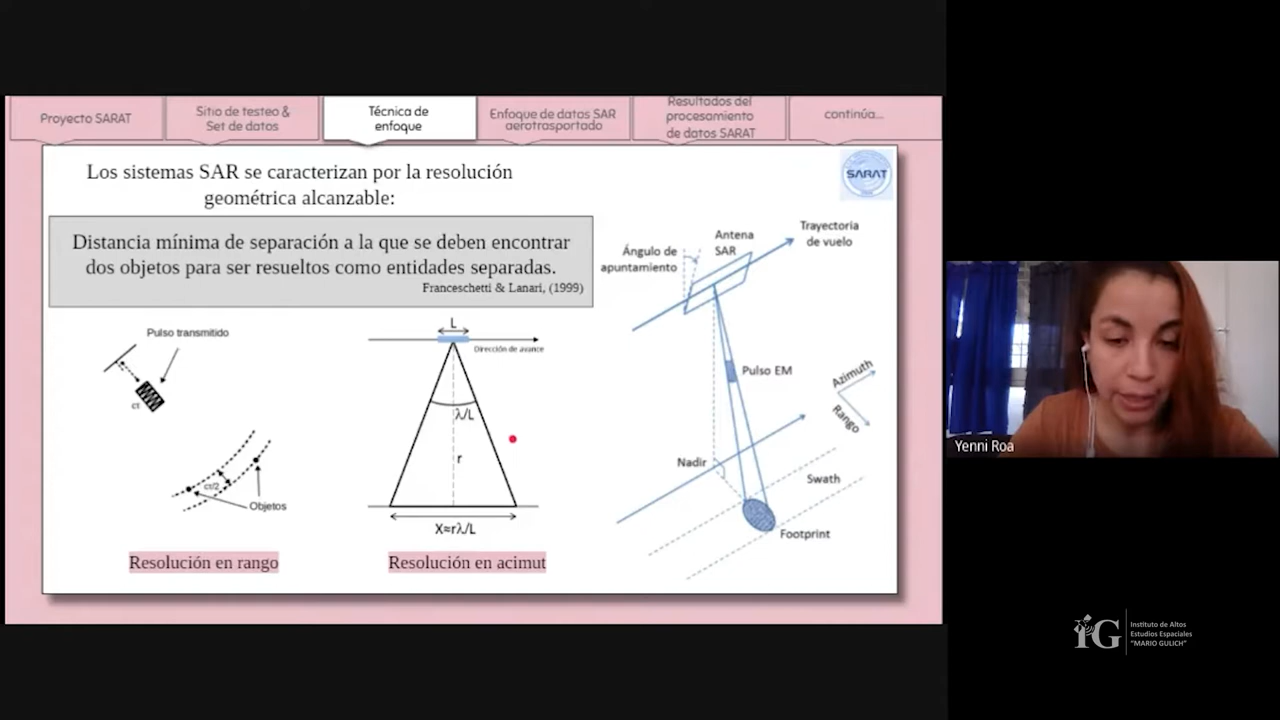 Proyecto SARAT
Sitio de testeo &
Set de datos
Técnica de
enfoque
Enfoque de datos SAR
aerotrasportado
Resultados del
procesamiento
de datos SARAT
continúa...
Los sistemas SAR se caracterizan por la resolución
geométrica alcanzable:
SARAT
Distancia mínima de separación a la que se deben encontrar
dos objetos para ser resueltos como entidades separadas.
Franceschetti & Lanari, (1999)
Pulso transmitido
cτ
cτ/2
Objetos
Resolución en rango
L
Dirección de avance
λ/L
r
X≈rλ/L
Resolución en acimut
Trayectoria
de vuelo
Antena
SAR
Ángulo de
apuntamiento
Pulso EM
Azimuth
Rango
Nadir
Swath
Footprint
Yenni Roa
iG
Instituto de Altos
Estudios Espaciales
"MARIO GULICH"